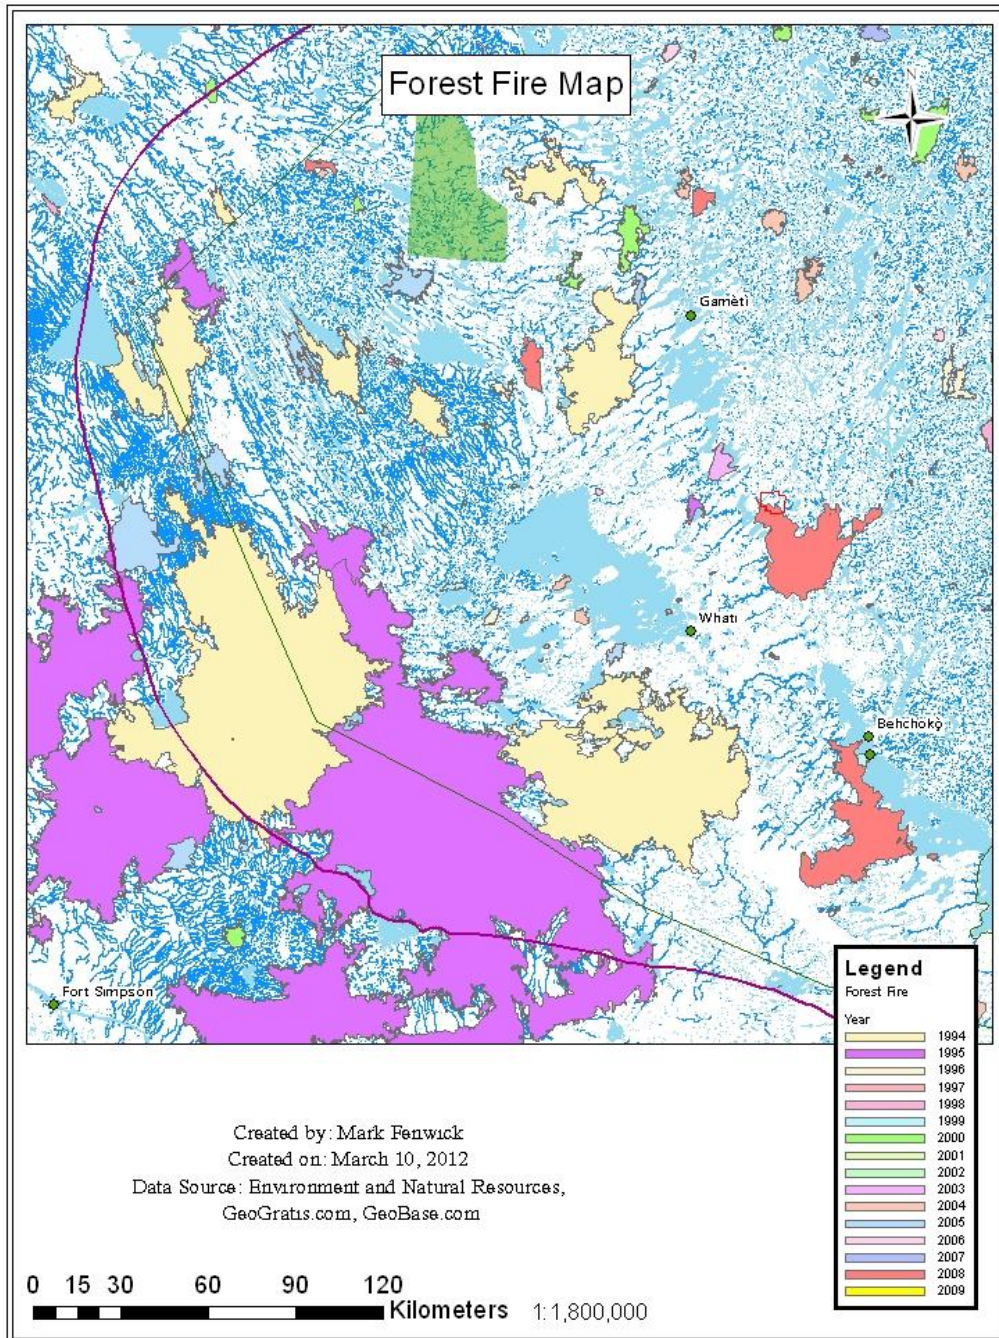 Forest Fire Map
N
Gamètì
Whatì
Behchokò
Fort Simpson
Legend
Forest Fire
Year
1994
1995
1996
1997
1998
1999
2000
2001
2002
2003
2004
2005
2006
2007
2008
2009
Created by: Mark Fenwick
Created on: March 10, 2012
Data Source: Environment and Natural Resources,
GeoGratis.com, GeoBase.com
0 15 30 60 90 120
Kilometers 1:1,800,000